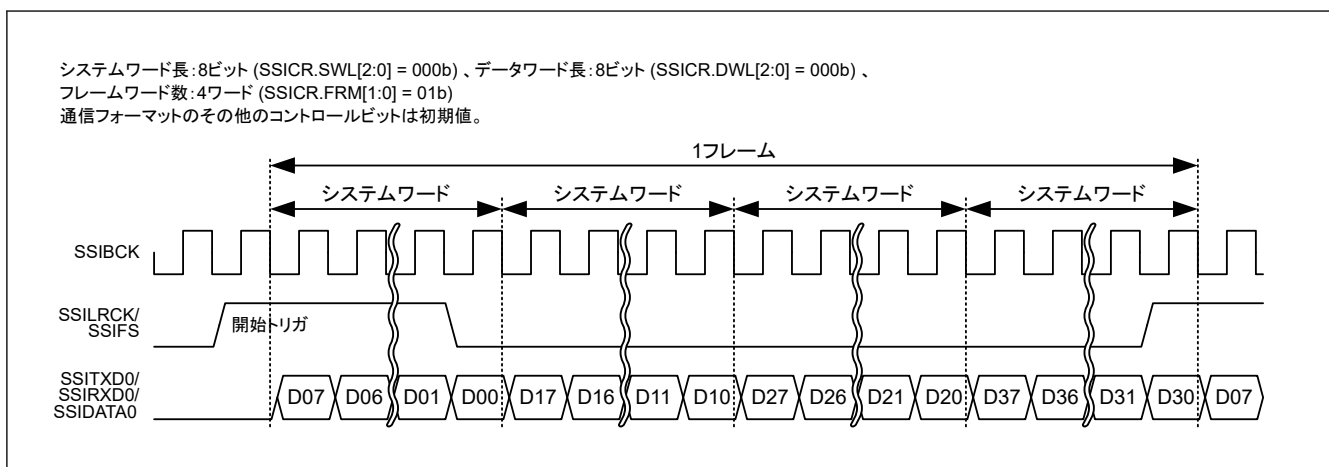 システムワード長:8ビット (SSICR.SWL[2:0] = 000b) 、データワード長:8ビット (SSICR.DWL[2:0] = 000b) 、
フレームワード数:4ワード (SSICR.FRM[1:0] = 01b)
通信フォーマットのその他のコントロールビットは初期値。
1フレーム
システムワード システムワード システムワード システムワード
SSIBCK
SSILRCK/
SSIFS
開始トリガ
SSITXD0/
SSIRXD0/
SSIDATA0
D07 D06 D01 D00 D17 D16 D11 D10 D27 D26 D21 D20 D37 D36 D31 D30 D07